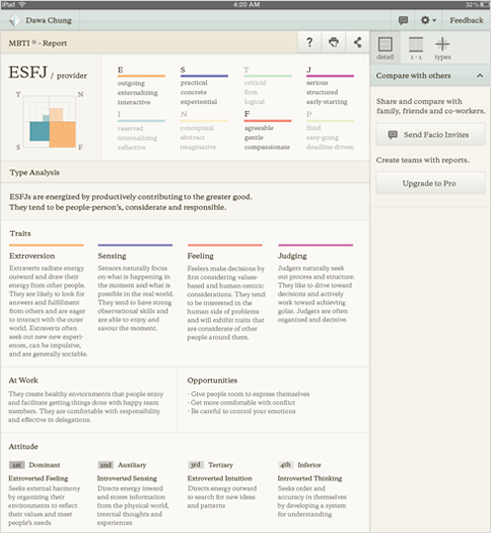 iPad
4:20 AM
32%
Dawa Chung
Feedback
MBTI ® - Report
?
detail
1 - 1
types
ESFJ / provider
T N
S F
E
outgoing
externalizing
interactive
S
practical
concrete
experiential
T
critical
firm
logical
J
serious
structured
early-starting
I
reserved
internalizing
reflective
N
conceptual
abstract
imaginative
F
agreeable
gentle
compassionate
P
fluid
easy-going
deadline driven
Compare with others
Share and compare with
family, friends and co-workers.
Send Facio Invites
Create teams with reports.
Upgrade to Pro
Type Analysis
ESFJs are energized by productively contributing to the greater good.
They tend to be people-person's, considerate and responsible.
Traits
Extroversion
Extraverts radiate energy
outward and draw their
energy from other people.
They are likely to look for
answers and fulfillment
from others and are eager
to interact with the outer
world. Extraverts often
seek out new new experi-
ences, can be impulsive,
and are generally sociable.
Sensing
Sensors naturally focus
on what is happening in
the moment and what is
possible in the real world.
They tend to have strong
observational skills and
are able to enjoy and
savour the moment.
Feeling
Feelers make decisions by
first considering values-
based and human-centric
considerations. They tend
to be interested in the
human side of problems
and will exhibit traits that
are considerate of other
people around them.
Judging
Judgers naturally seek
out process and structure.
They like to drive toward
decisions and actively
work toward achieving
golas. Judgers are often
organized and decisive.
At Work
They create healthy enviornments that people enjoy
and facilitate getting things done with happy team
members. They are comfortable with responsibility
and effective in delegations.
Opportunities
- Give people room to express themselves
- Get more comfortable with conflict
- Be careful to control your emotions
Attitude
1st Dominant
Extroverted Feeling
Seeks external harmony
by organizing their
environments to reflect
their values and meet
people's needs
2nd Auxiliary
Introverted Sensing
Directs energy inward
and stores information
from the physical world,
internal thoughts and
experiences
3rd Tertiary
Extroverted Intuition
Directs energy outward
to search for new ideas
and patterns
4th Inferior
Introverted Thinking
Seeks order and
accuracy in themselves
by developing a system
for understanding